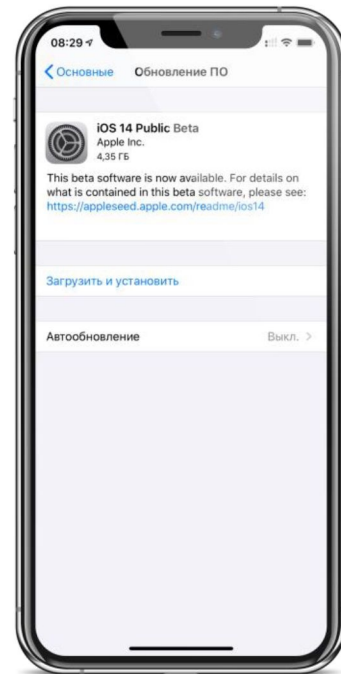 08:29
Основные Обновление ПО
iOS 14 Public Beta
Apple Inc.
4,35 ГБ
This beta software is now available. For details on
what is contained in this beta software, please see:
https://appleseed.apple.com/readme/ios14
Загрузить и установить
Автообновление Выкл.